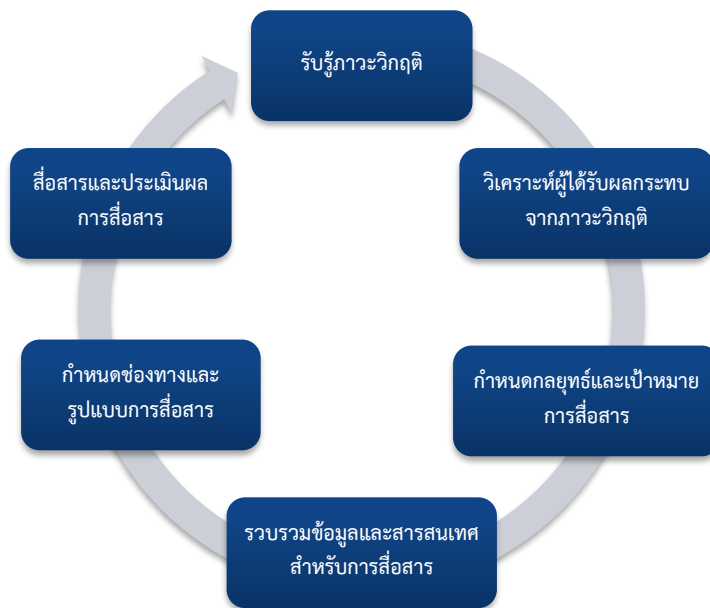 รับรู้ภาวะวิกฤติ
วิเคราะห์ผู้ได้รับผลกระทบ
จากภาวะวิกฤติ
กำหนดกลยุทธ์และเป้าหมาย
การสื่อสาร
รวบรวมข้อมูลและสารสนเทศ
สำหรับการสื่อสาร
กำหนดช่องทางและ
รูปแบบการสื่อสาร
สื่อสารและประเมินผล
การสื่อสาร